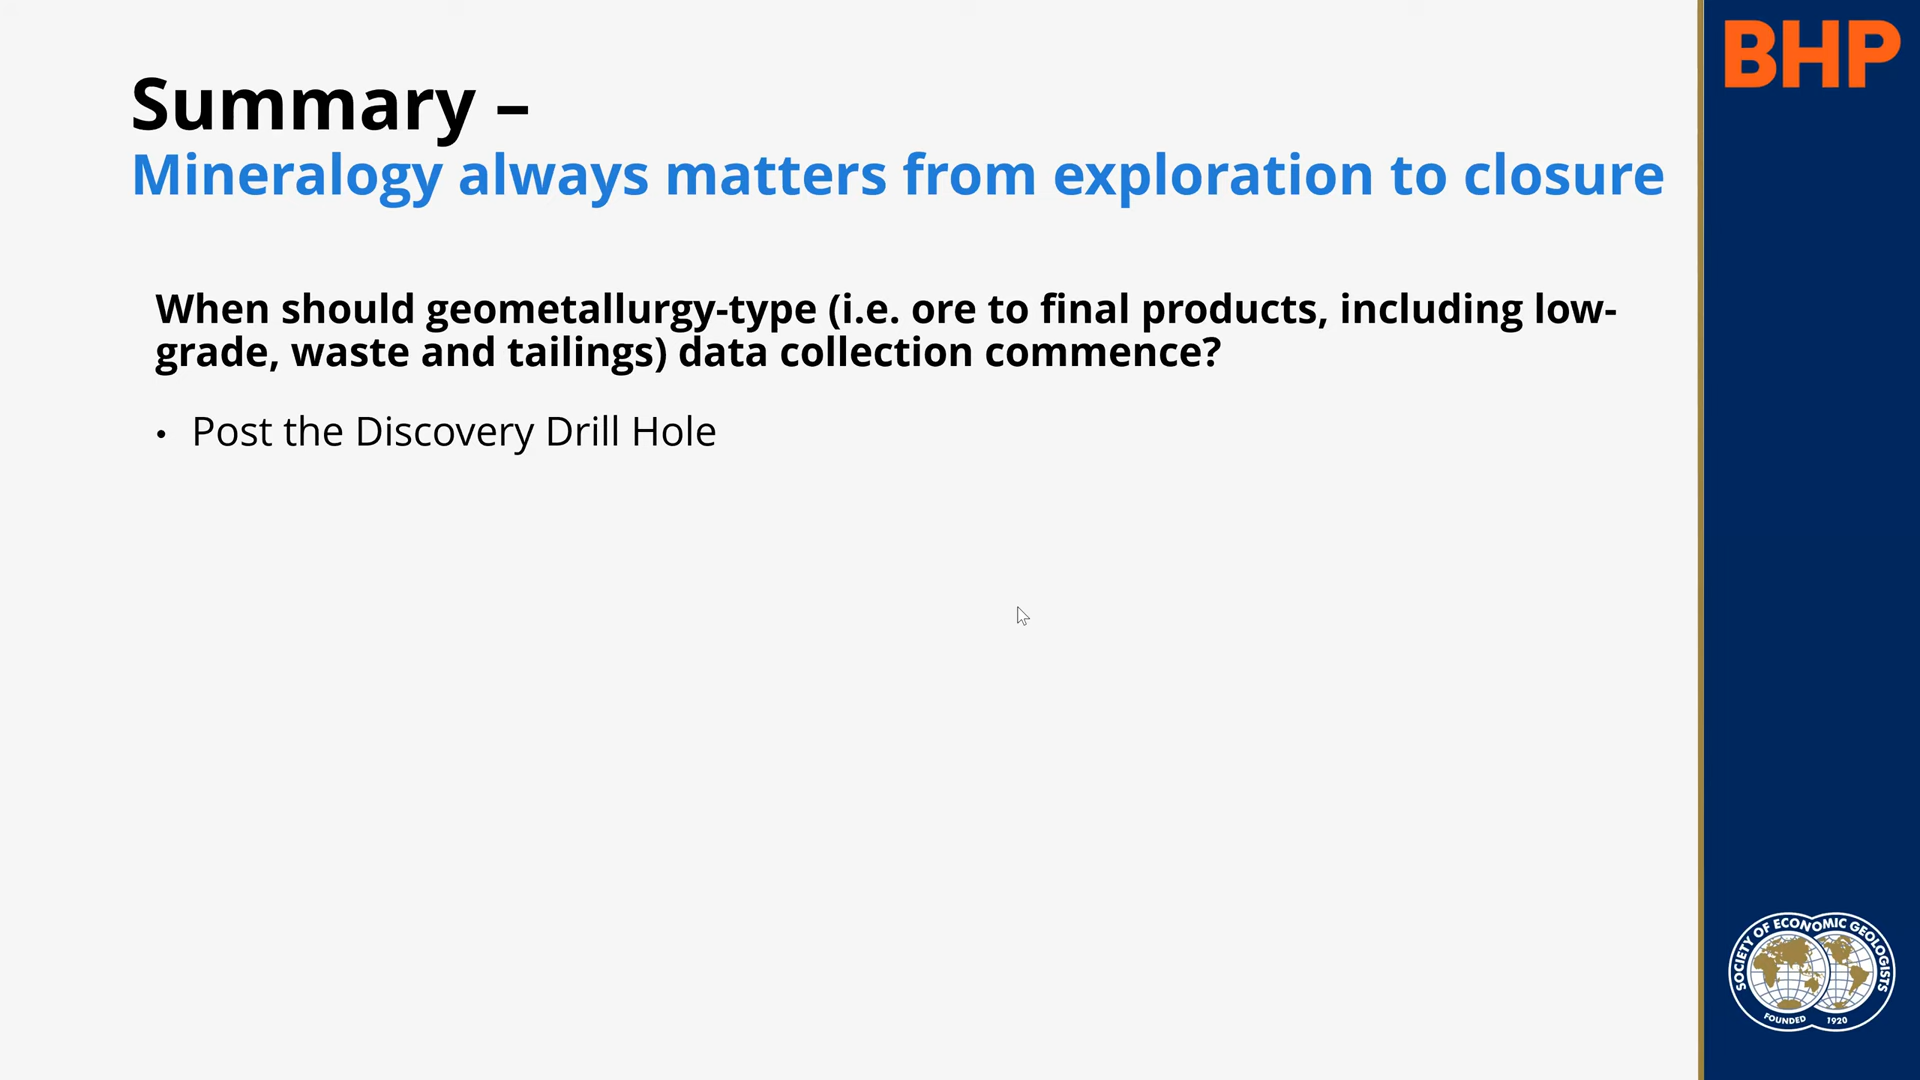 Summary –
Mineralogy always matters from exploration to closure
When should geometallurgy-type (i.e. ore to final products, including low-
grade, waste and tailings) data collection commence?
• Post the Discovery Drill Hole
BHP
SOCIETY OF ECONOMIC GEOLOGISTS
FOUNDED 1920